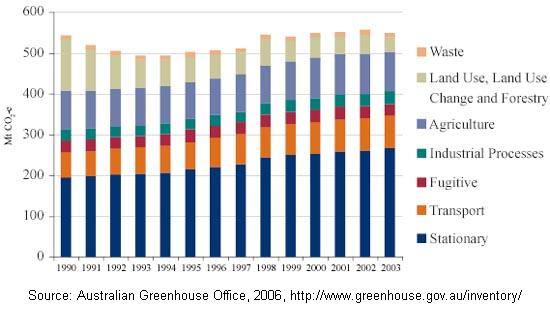 600
500
400
300
200
100
0
Mt CO2-e
1990 1991 1992 1993 1994 1995 1996 1997 1998 1999 2000 2001 2002 2003
Waste
Land Use, Land Use
Change and Forestry
Agriculture
Industrial Processes
Fugitive
Transport
Stationary
Source: Australian Greenhouse Office, 2006, http://www.greenhouse.gov.au/inventory/